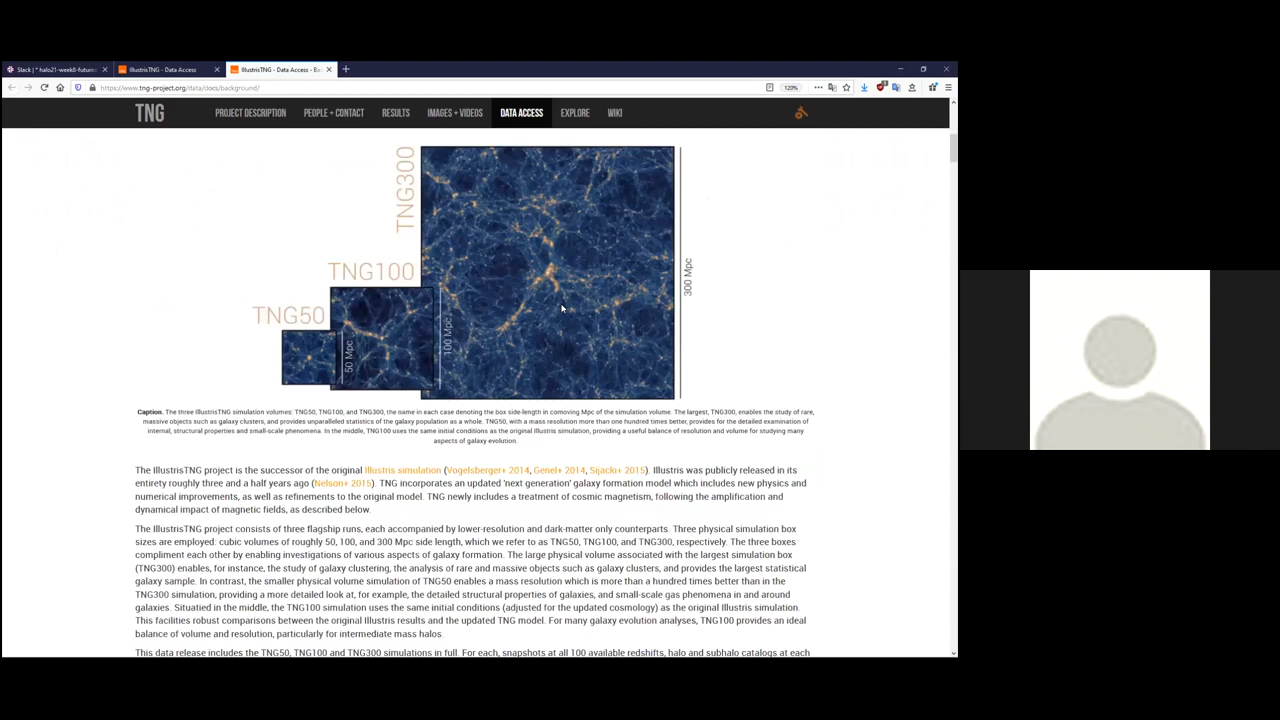 Slack | * halo21-week8-future
IllustrisTNG - Data Access
IllustrisTNG - Data Access - Ba
https://www.tng-project.org/data/docs/background/
120%
TNG
PROJECT DESCRIPTION
PEOPLE + CONTACT
RESULTS
IMAGES + VIDEOS
DATA ACCESS
EXPLORE
WIKI
TNG300
300 Mpc
TNG100
100 Mpc
TNG50
50 Mpc
Caption. The three IllustrisTNG simulation volumes: TNG50, TNG100, and TNG300, the name in each case denoting the box side-length in comoving Mpc of the simulation volume. The largest, TNG300, enables the study of rare,
massive objects such as galaxy clusters, and provides unparalleled statistics of the galaxy population as a whole. TNG50, with a mass resolution more than one hundred times better, provides for the detailed examination of
internal, structural properties and small-scale phenomena. In the middle, TNG100 uses the same initial conditions as the original Illustris simulation, providing a useful balance of resolution and volume for studying many
aspects of galaxy evolution.
The IllustrisTNG project is the successor of the original Illustris simulation (Vogelsberger+ 2014, Genel+ 2014, Sijacki+ 2015). Illustris was publicly released in its
entirety roughly three and a half years ago (Nelson+ 2015). TNG incorporates an updated 'next generation' galaxy formation model which includes new physics and
numerical improvements, as well as refinements to the original model. TNG newly includes a treatment of cosmic magnetism, following the amplification and
dynamical impact of magnetic fields, as described below.
The IllustrisTNG project consists of three flagship runs, each accompanied by lower-resolution and dark-matter only counterparts. Three physical simulation box
sizes are employed: cubic volumes of roughly 50, 100, and 300 Mpc side length, which we refer to as TNG50, TNG100, and TNG300, respectively. The three boxes
compliment each other by enabling investigations of various aspects of galaxy formation. The large physical volume associated with the largest simulation box
(TNG300) enables, for instance, the study of galaxy clustering, the analysis of rare and massive objects such as galaxy clusters, and provides the largest statistical
galaxy sample. In contrast, the smaller physical volume simulation of TNG50 enables a mass resolution which is more than a hundred times better than in the
TNG300 simulation, providing a more detailed look at, for example, the detailed structural properties of galaxies, and small-scale gas phenomena in and around
galaxies. Situatied in the middle, the TNG100 simulation uses the same initial conditions (adjusted for the updated cosmology) as the original Illustris simulation.
This facilities robust comparisons between the original Illustris results and the updated TNG model. For many galaxy evolution analyses, TNG100 provides an ideal
balance of volume and resolution, particularly for intermediate mass halos.
This data release includes the TNG50, TNG100 and TNG300 simulations in full. For each, snapshots at all 100 available redshifts, halo and subhalo catalogs at each